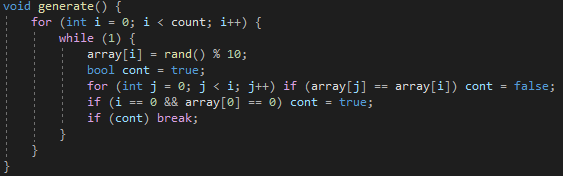 void generate() {
    for (int i = 0; i < count; i++) {
        while (1) {
            array[i] = rand() % 10;
            bool cont = true;
            for (int j = 0; j < i; j++) if (array[j] == array[i]) cont = false;
            if (i == 0 && array[0] == 0) cont = true;
            if (cont) break;
        }
    }
}